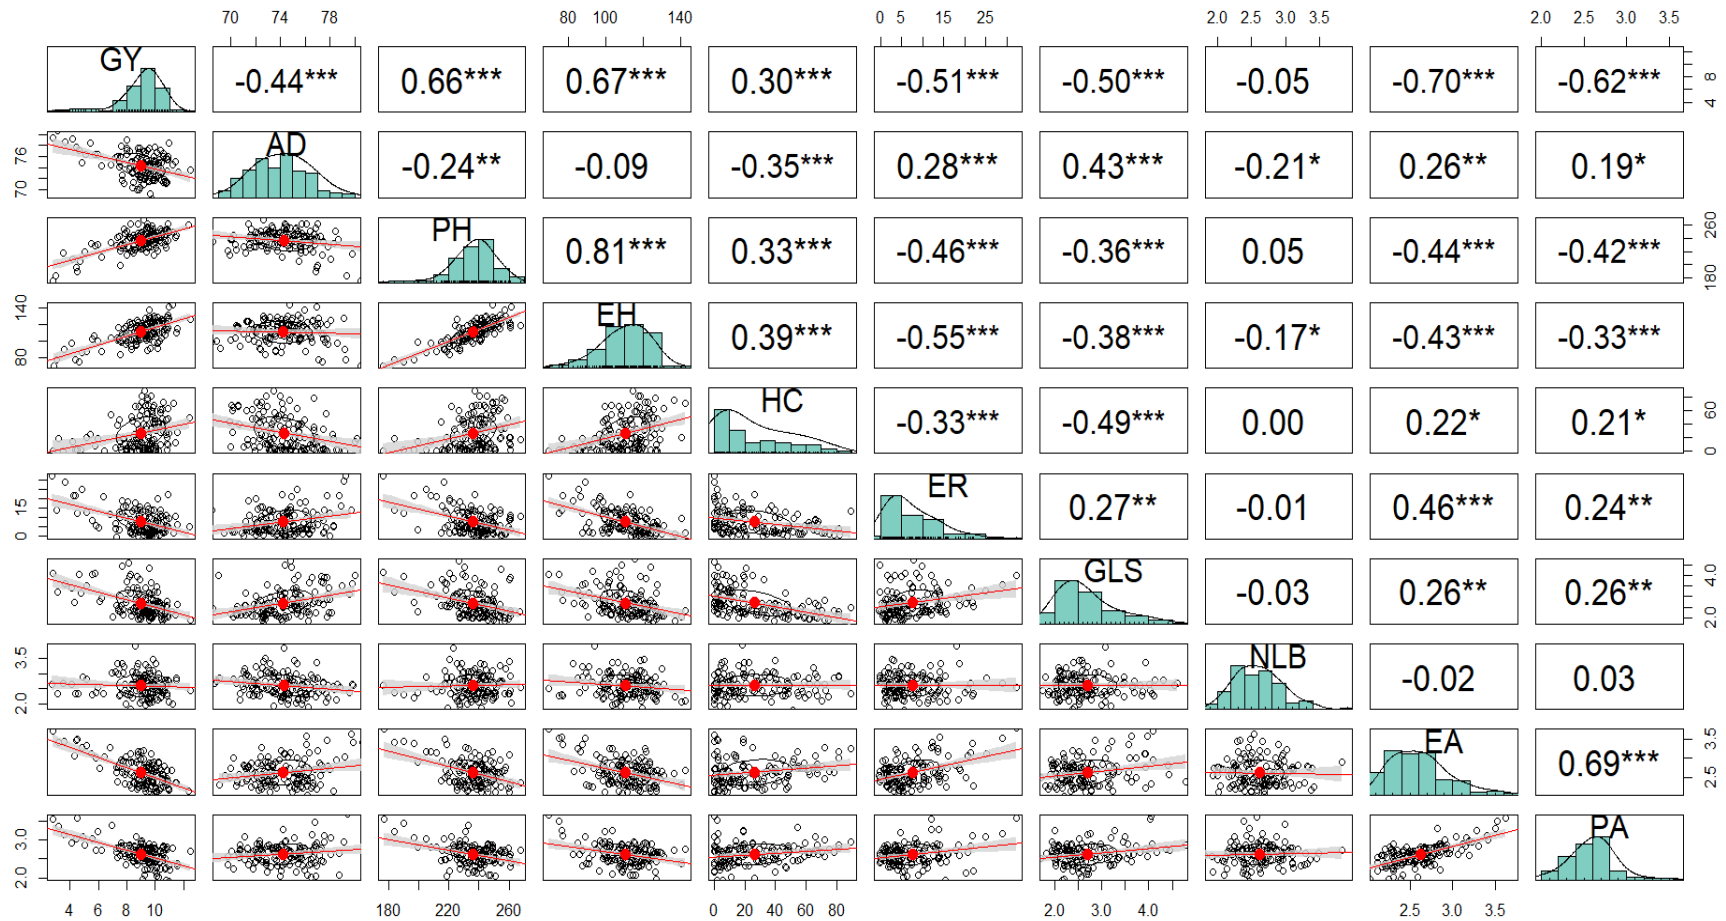 70 74 78 80 100 140 0 5 15 25 2.0 2.5 3.0 3.5 2.0 2.5 3.0 3.5
GY -0.44*** 0.66*** 0.67*** 0.30*** -0.51*** -0.50*** -0.05 -0.70*** -0.62*** 4 8
70 76 AD -0.24** -0.09 -0.35*** 0.28*** 0.43*** -0.21* 0.26** 0.19*
PH 0.81*** 0.33*** -0.46*** -0.36*** 0.05 -0.44*** -0.42*** 180 260
80 140 EH 0.39*** -0.55*** -0.38*** -0.17* -0.43*** -0.33***
HC -0.33*** -0.49*** 0.00 0.22* 0.21* 0 60
0 15 ER 0.27** -0.01 0.46*** 0.24**
GLS -0.03 0.26** 0.26** 2.0 4.0
2.0 3.5 NLB -0.02 0.03
EA 0.69*** 2.5 3.5
2.0 3.0 PA
4 6 8 10 180 220 260 0 20 40 60 80 2.0 3.0 4.0 2.5 3.0 3.5